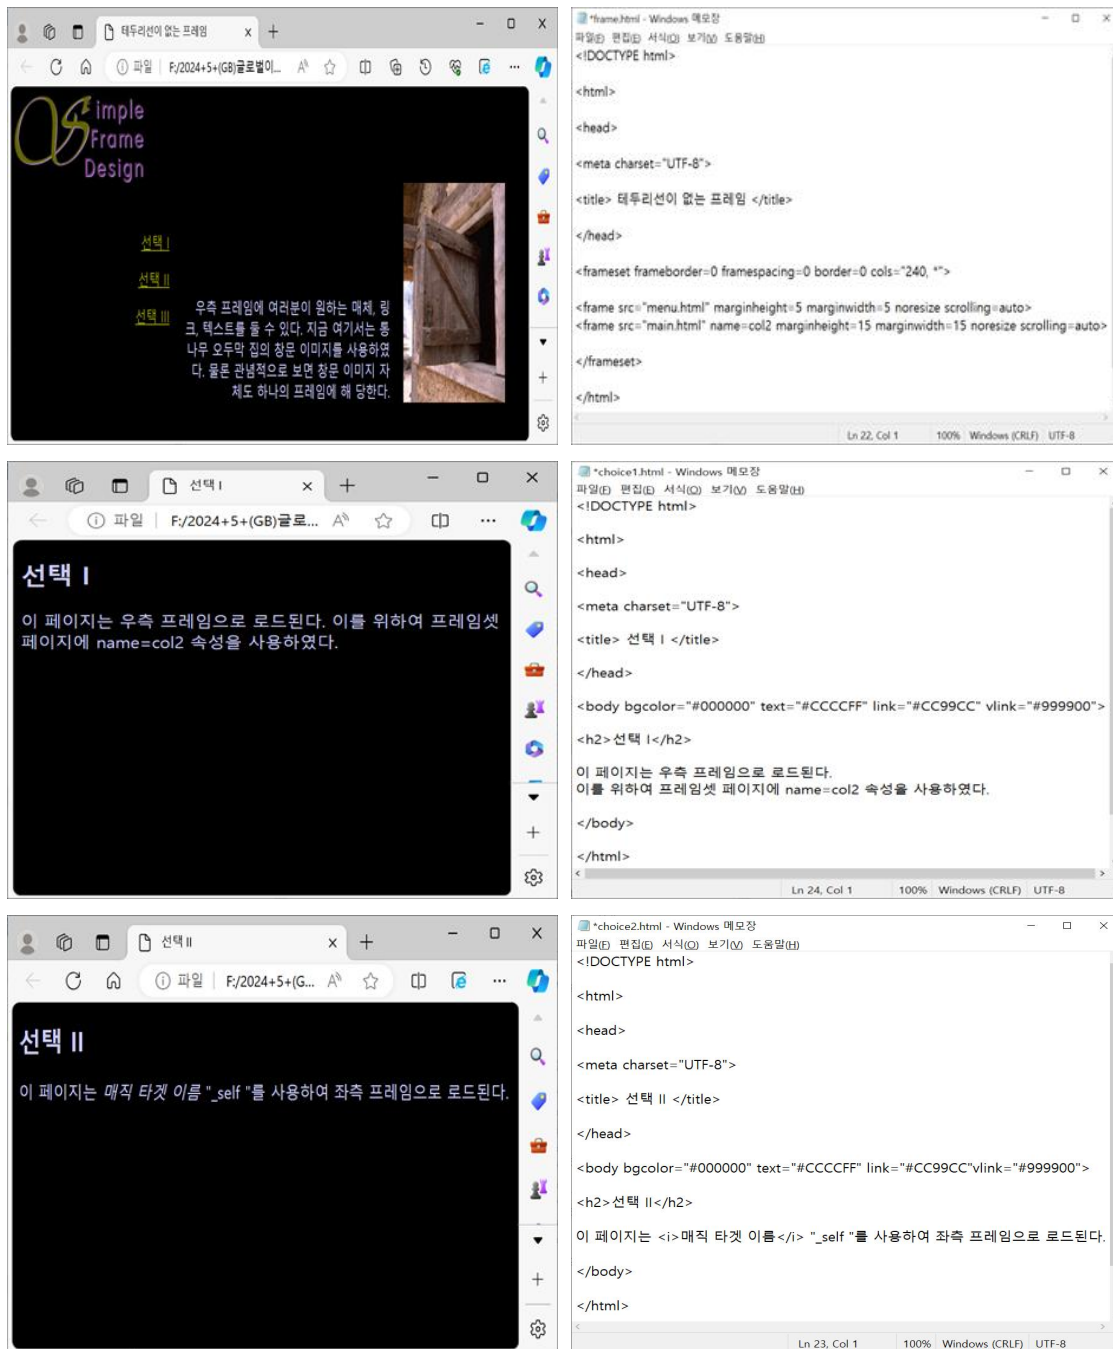 테두리선이 없는 프레임
파일 F:/2024+5+(GB)글로벌이...
Simple
Frame
Design
선택 I
선택 II
선택 III
우측 프레임에 여러분이 원하는 매체, 링
크, 텍스트를 둘 수 있다. 지금 여기서는 통
나무 오두막 집의 창문 이미지를 사용하였
다. 물론 관념적으로 보면 창문 이미지 자
체도 하나의 프레임에 해 당한다.
*frame.html - Windows 메모장
파일(F) 편집(E) 서식(O) 보기(V) 도움말(H)
<!DOCTYPE html>
<html>
<head>
<meta charset="UTF-8">
<title> 테두리선이 없는 프레임 </title>
</head>
<frameset frameborder=0 framespacing=0 border=0 cols="240, *">
<frame src="menu.html" marginheight=5 marginwidth=5 noresize scrolling=auto>
<frame src="main.html" name=col2 marginheight=15 marginwidth=15 noresize scrolling=auto>
</frameset>
</html>
Ln 22, Col 1 100% Windows (CRLF) UTF-8
선택 I
파일 F:/2024+5+(GB)글로...
선택 I
이 페이지는 우측 프레임으로 로드된다. 이를 위하여 프레임셋
페이지에 name=col2 속성을 사용하였다.
*choice1.html - Windows 메모장
파일(F) 편집(E) 서식(O) 보기(V) 도움말(H)
<!DOCTYPE html>
<html>
<head>
<meta charset="UTF-8">
<title> 선택 I </title>
</head>
<body bgcolor="#000000" text="#CCCCFF" link="#CC99CC" vlink="#999900">
<h2>선택 I</h2>
이 페이지는 우측 프레임으로 로드된다.
이를 위하여 프레임셋 페이지에 name=col2 속성을 사용하였다.
</body>
</html>
Ln 24, Col 1 100% Windows (CRLF) UTF-8
선택 II
파일 F:/2024+5+(G...
선택 II
이 페이지는 매직 타겟 이름 "_self "를 사용하여 좌측 프레임으로 로드된다.
*choice2.html - Windows 메모장
파일(F) 편집(E) 서식(O) 보기(V) 도움말(H)
<!DOCTYPE html>
<html>
<head>
<meta charset="UTF-8">
<title> 선택 II </title>
</head>
<body bgcolor="#000000" text="#CCCCFF" link="#CC99CC"vlink="#999900">
<h2>선택 II</h2>
이 페이지는 <i>매직 타겟 이름</i> "_self "를 사용하여 좌측 프레임으로 로드된다.
</body>
</html>
Ln 23, Col 1 100% Windows (CRLF) UTF-8